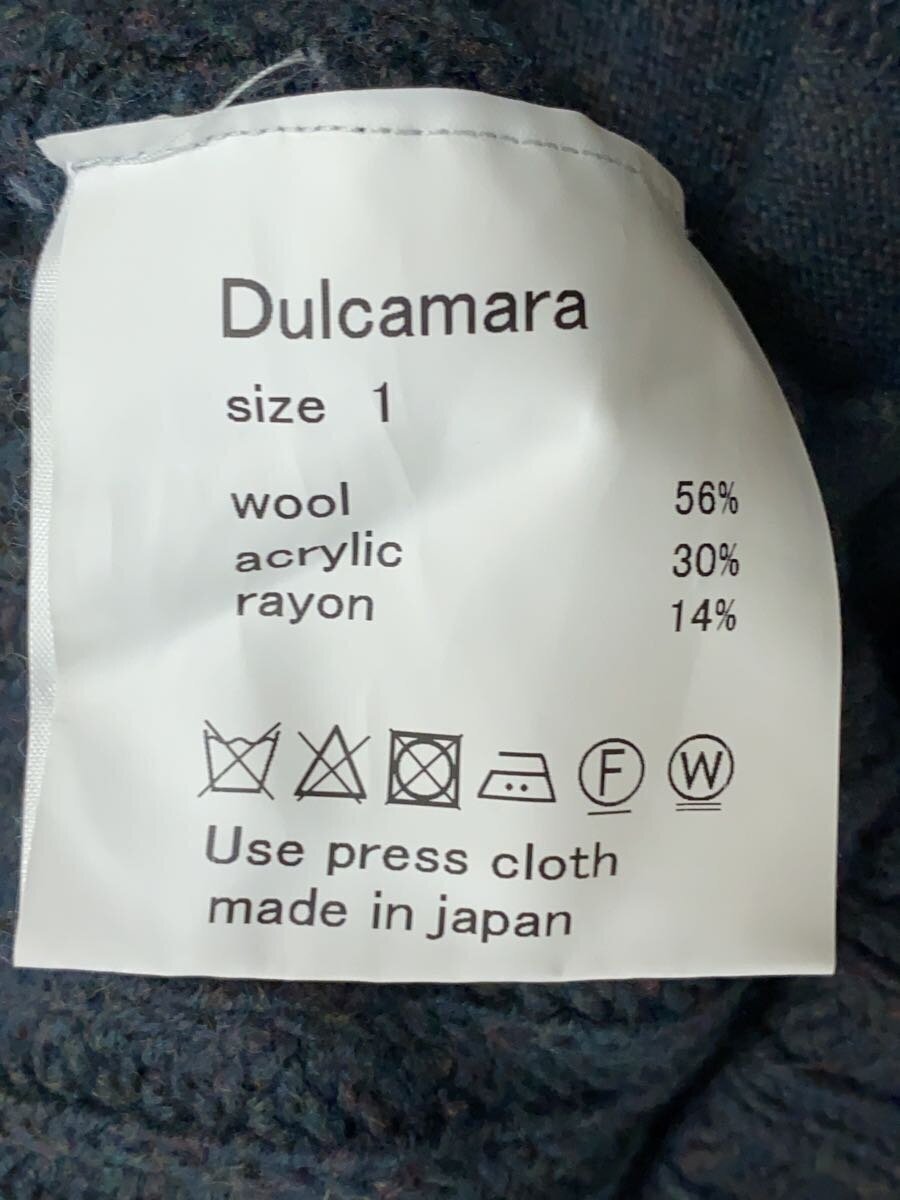 Dulcamara
size 1
wool 56%
acrylic 30%
rayon 14%
F W
Use press cloth
made in japan